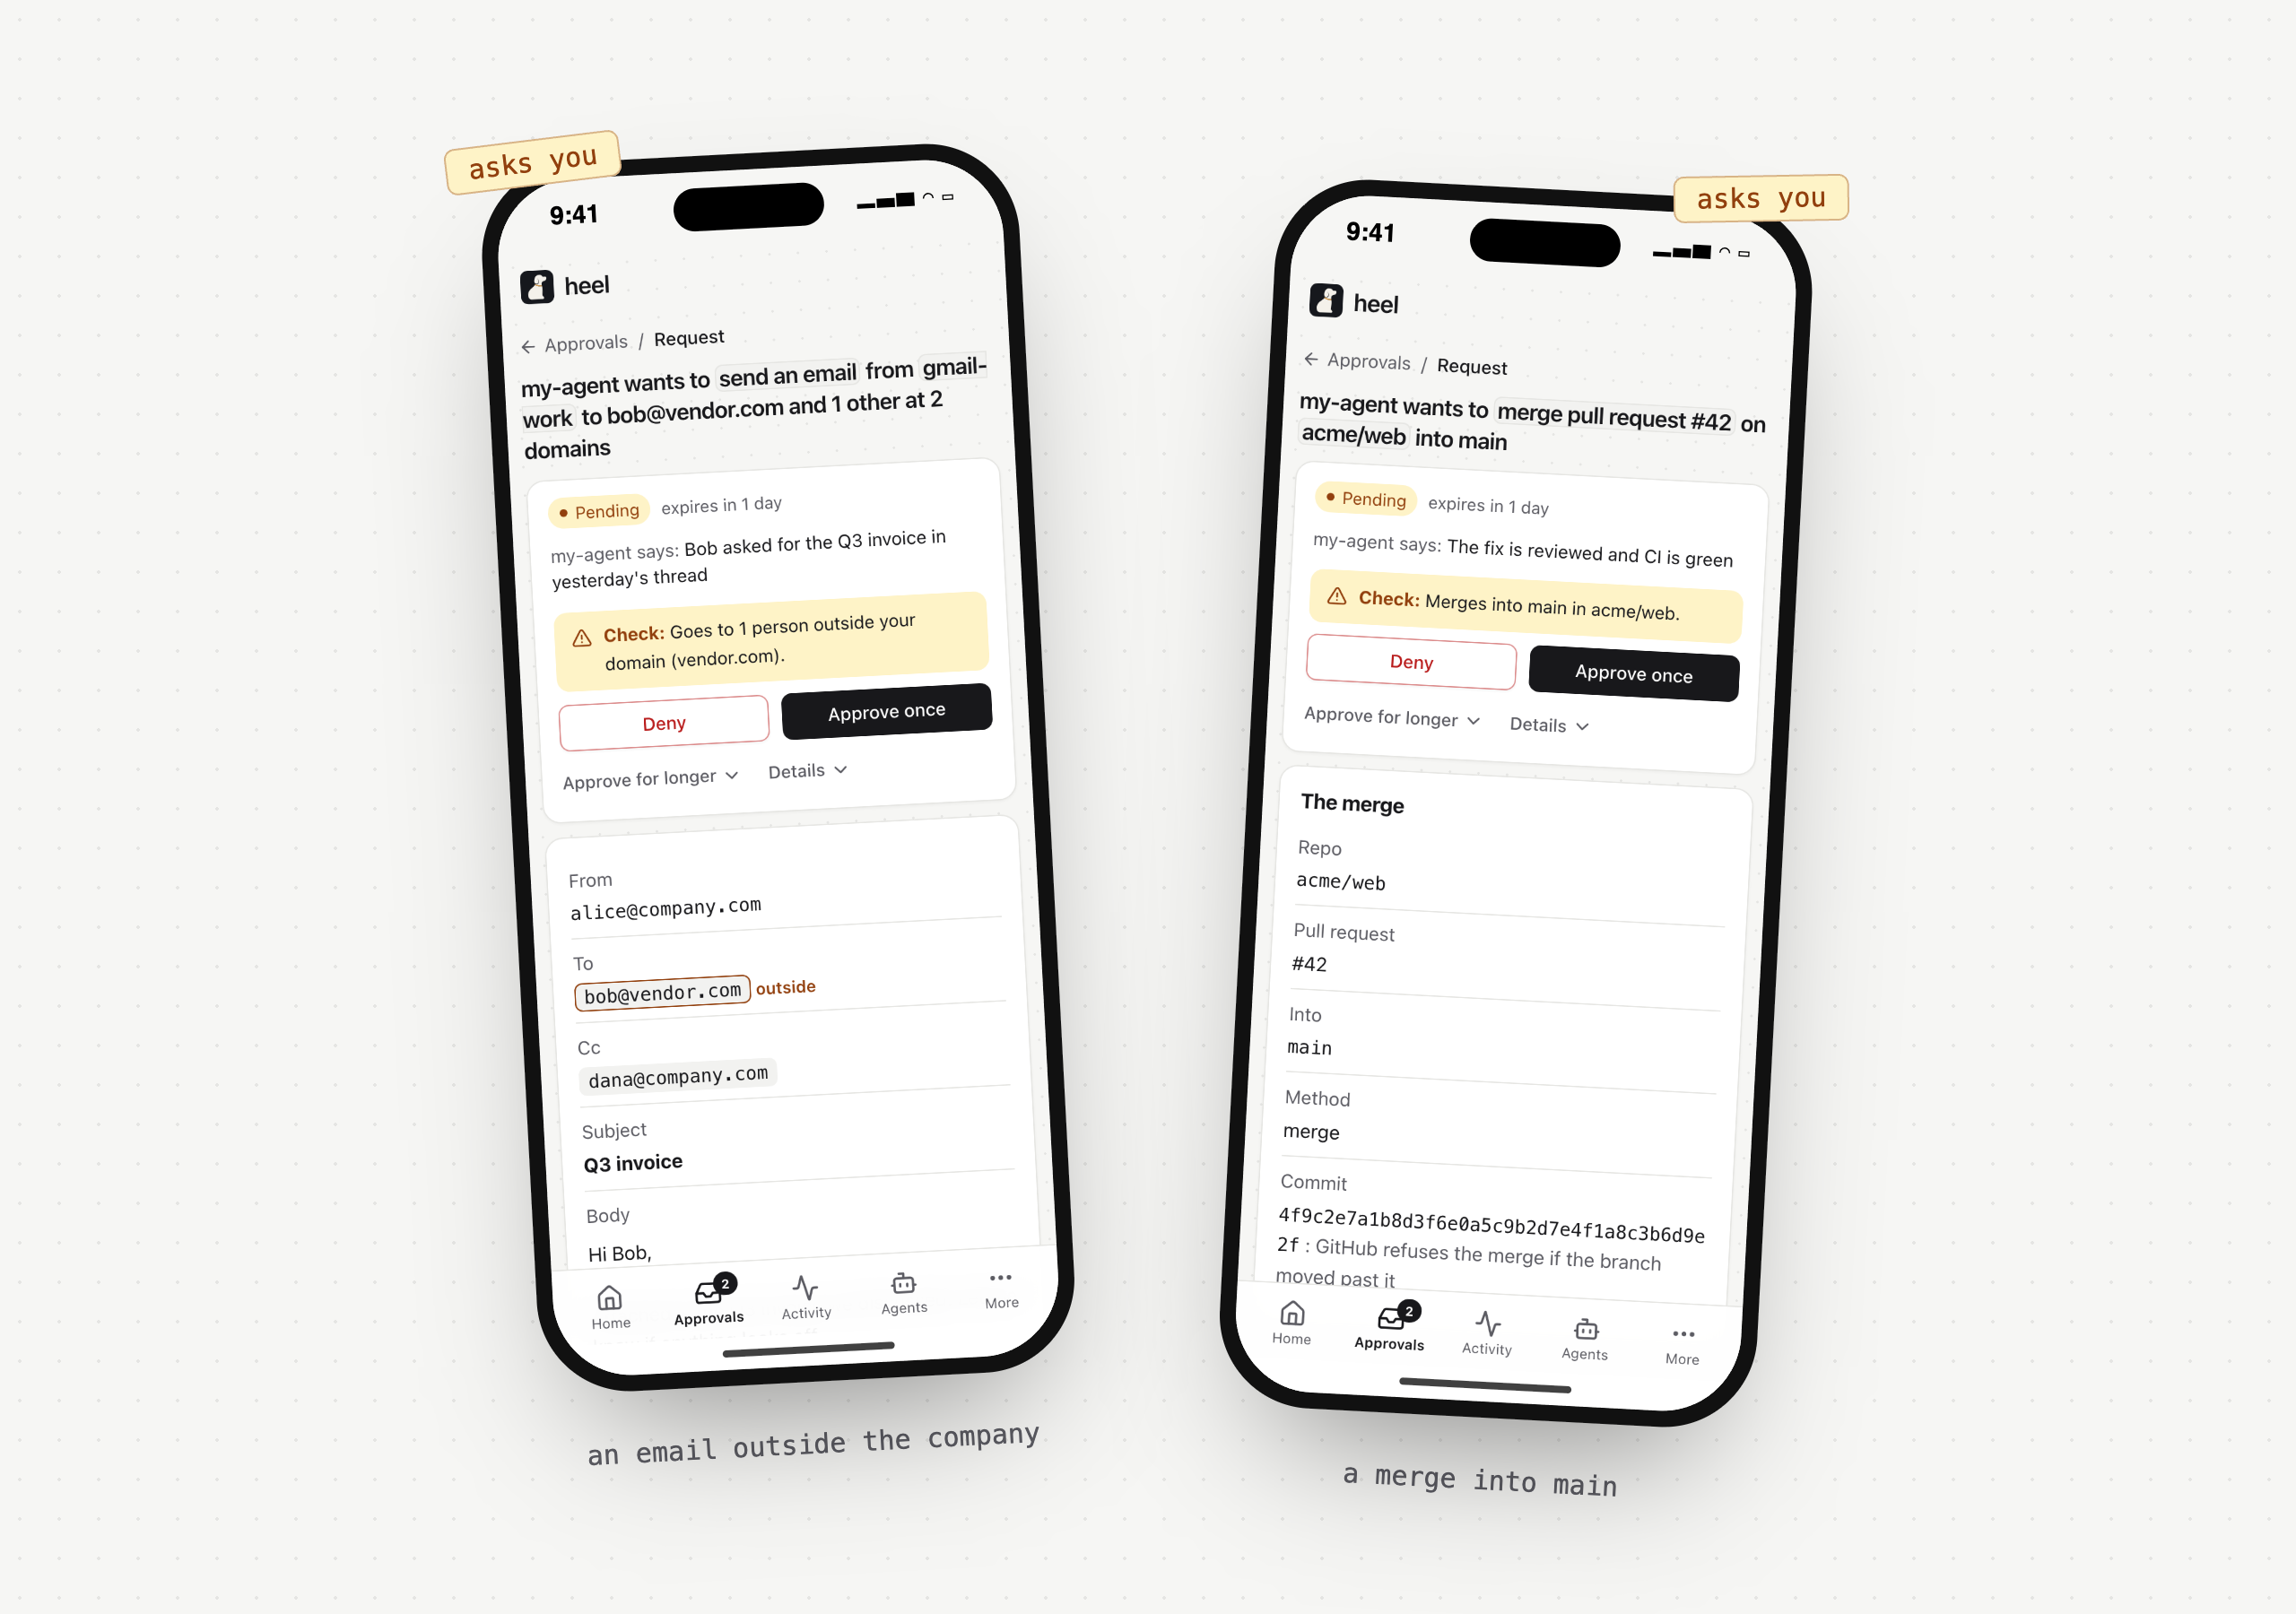 asks you
9:41
heel
← Approvals / Request
my-agent wants to send an email from gmail-
work to bob@vendor.com and 1 other at 2
domains
Pending expires in 1 day
my-agent says: Bob asked for the Q3 invoice in
yesterday's thread
Check: Goes to 1 person outside your
domain (vendor.com).
Deny
Approve once
Approve for longer
Details
From
alice@company.com
To
bob@vendor.com outside
Cc
dana@company.com
Subject
Q3 invoice
Body
Hi Bob,
Home
Approvals
2
Activity
Agents
More
an email outside the company
asks you
9:41
heel
← Approvals / Request
my-agent wants to merge pull request #42 on
acme/web into main
Pending expires in 1 day
my-agent says: The fix is reviewed and CI is green
Check: Merges into main in acme/web.
Deny
Approve once
Approve for longer
Details
The merge
Repo
acme/web
Pull request
#42
Into
main
Method
merge
Commit
4f9c2e7a1b8d3f6e0a5c9b2d7e4f1a8c3b6d9e
2f : GitHub refuses the merge if the branch
moved past it
Home
Approvals
2
Activity
Agents
More
a merge into main